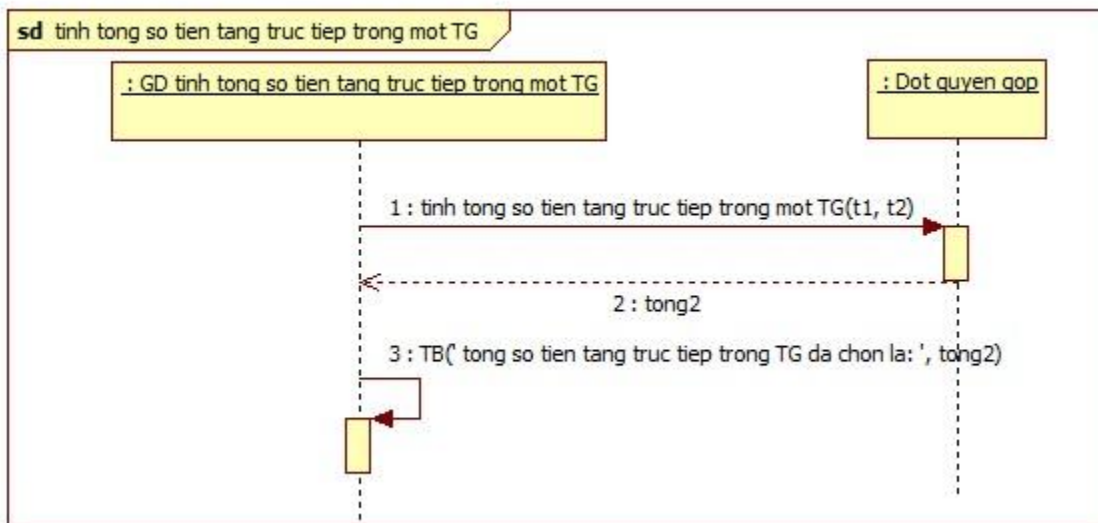 sd tinh tong so tien tang truc tiep trong mot TG
: GD tinh tong so tien tang truc tiep trong mot TG
: Dot quyen gop
1 : tinh tong so tien tang truc tiep trong mot TG(t1, t2)
2 : tong2
3 : TB(' tong so tien tang truc tiep trong TG da chon la: ', tong2)